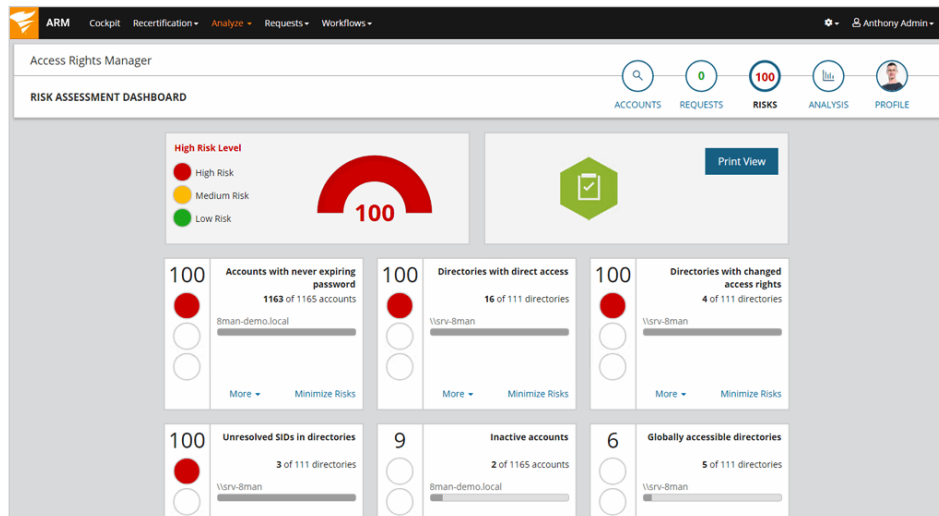 ARM Cockpit Recertification Analyze Requests Workflows Anthony Admin
Access Rights Manager
0 100
RISK ASSESSMENT DASHBOARD
ACCOUNTS REQUESTS RISKS ANALYSIS PROFILE
High Risk Level
High Risk
Medium Risk
Low Risk
100
Print View
100
Accounts with never expiring
password
1163 of 1165 accounts
8man-demo.local
More Minimize Risks
100
Directories with direct access
16 of 111 directories
\\srv-8man
More Minimize Risks
100
Directories with changed
access rights
4 of 111 directories
\\srv-8man
More Minimize Risks
100
Unresolved SIDs in directories
3 of 111 directories
\\srv-8man
9
Inactive accounts
2 of 1165 accounts
8man-demo.local
6
Globally accessible directories
5 of 111 directories
\\srv-8man